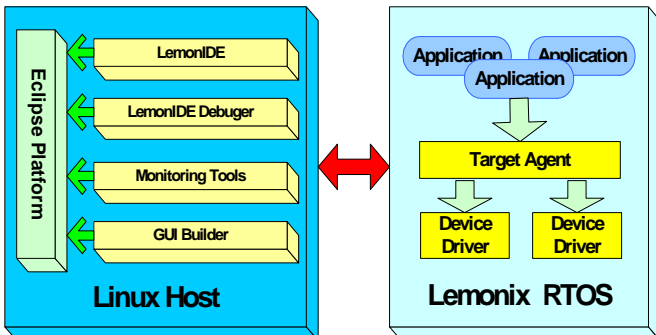 Eclipse Platform
LemonIDE
LemonIDE Debuger
Monitoring Tools
GUI Builder
Linux Host
Application
Application
Application
Target Agent
Device
Driver
Device
Driver
Lemonix RTOS